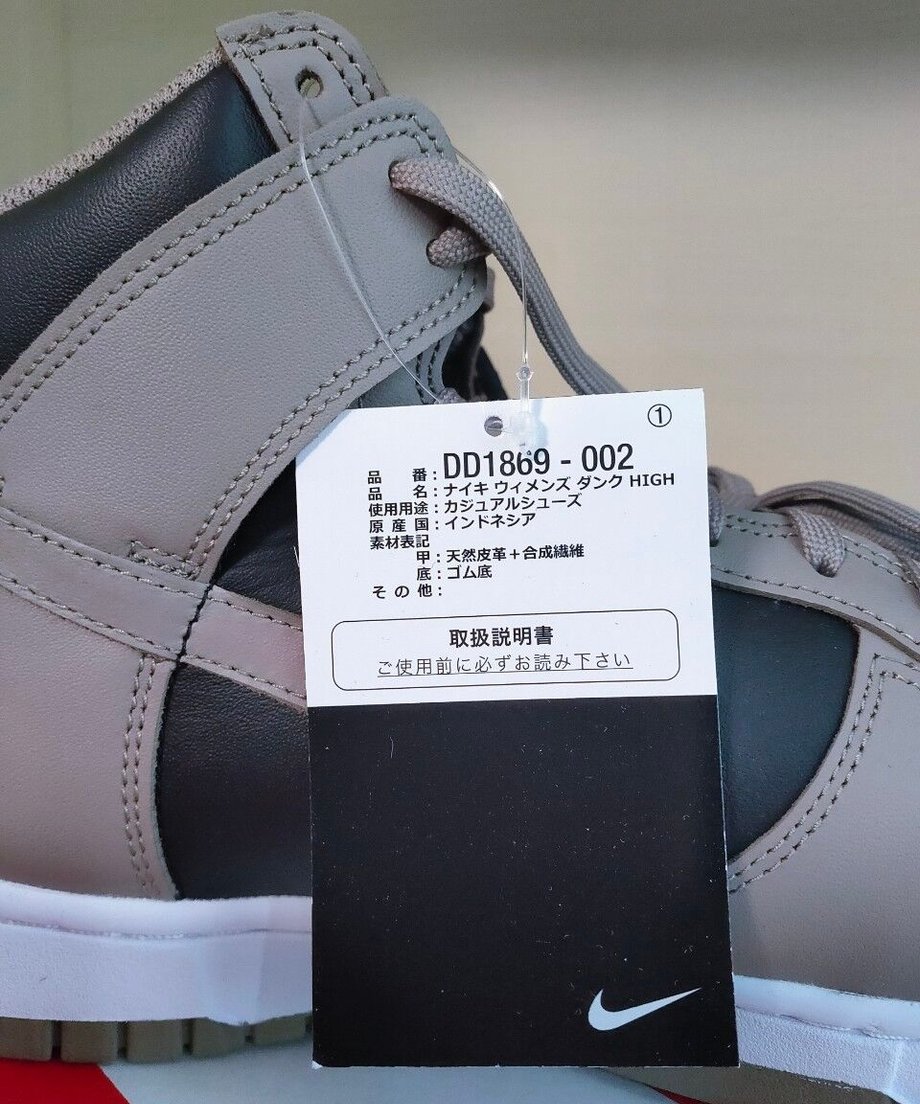 ①
品番：DD1869 - 002
品名：ナイキ ウィメンズ ダンク HIGH
使用用途：カジュアルシューズ
原産国：インドネシア
素材表記
甲：天然皮革＋合成繊維
底：ゴム底
その他：
取扱説明書
ご使用前に必ずお読み下さい